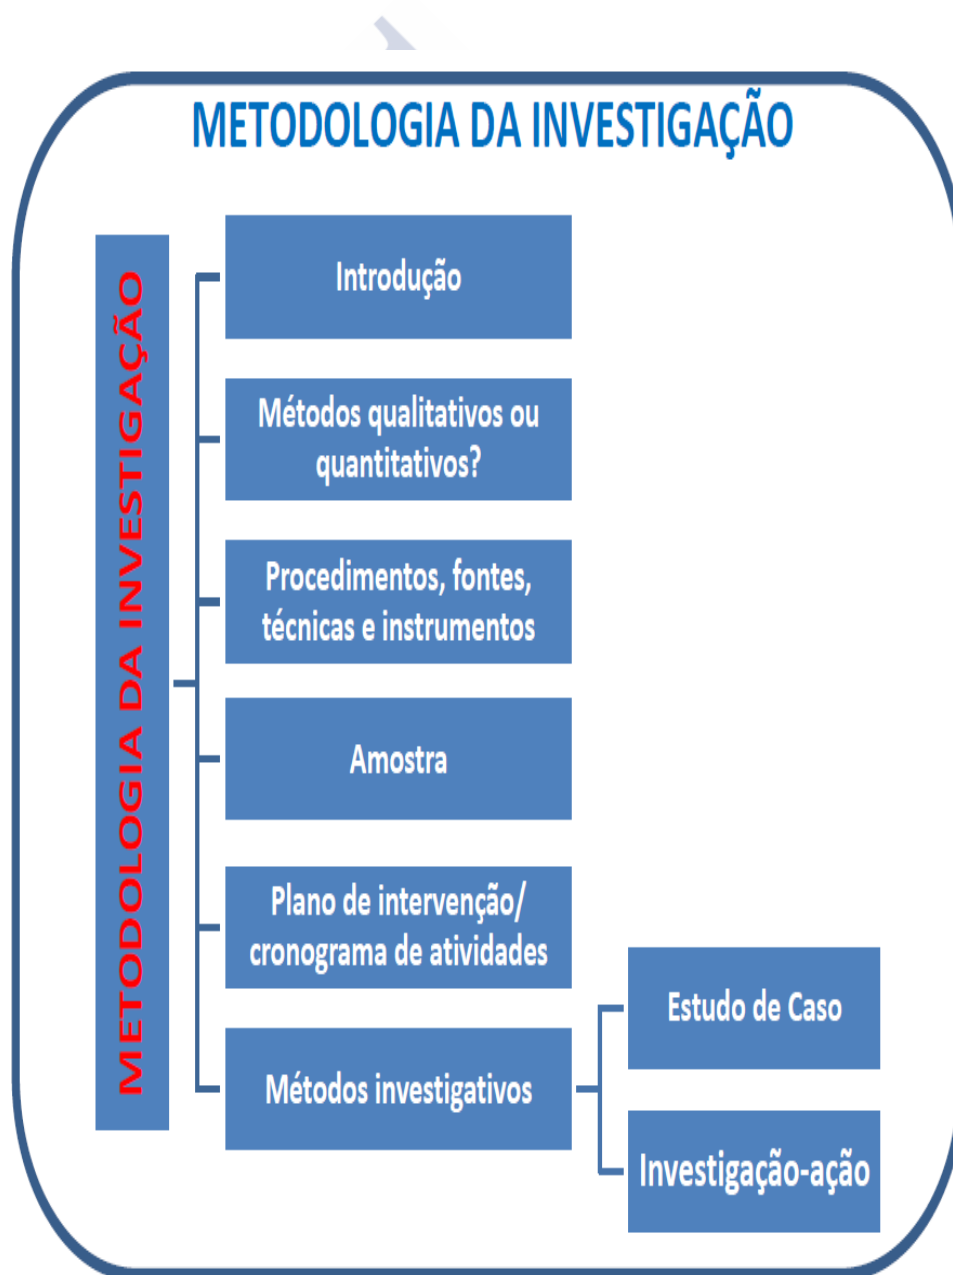 METODOLOGIA DA INVESTIGAÇÃO
METODOLOGIA DA INVESTIGAÇÃO
Introdução
Métodos qualitativos ou
quantitativos?
Procedimentos, fontes,
técnicas e instrumentos
Amostra
Plano de intervenção/
cronograma de atividades
Métodos investigativos
Estudo de Caso
Investigação-ação